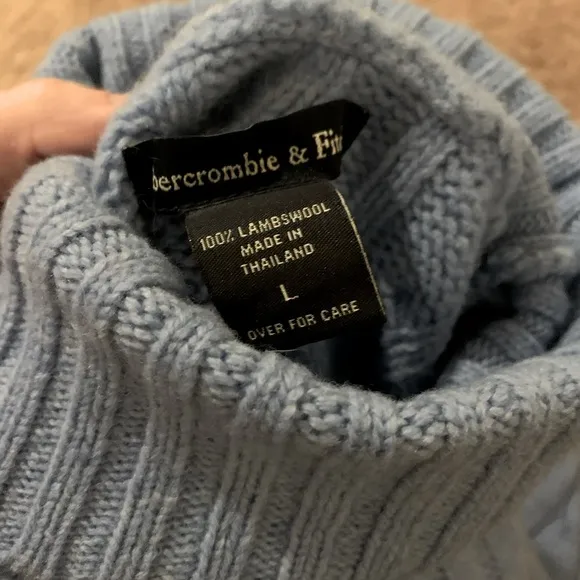 bercrombie & Fit
100% LAMBSWOOL
MADE IN
THAILAND
L
OVER FOR CARE